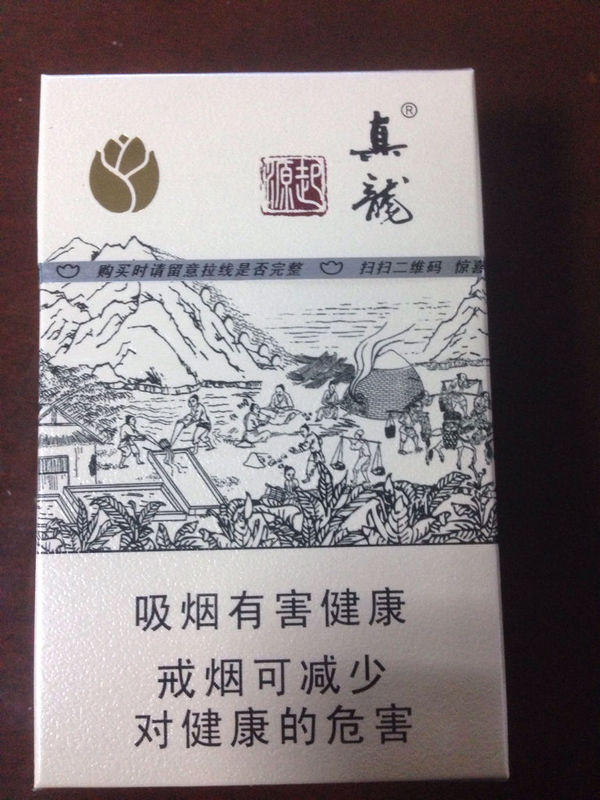 真龍®
起源
购买时请留意拉线是否完整 扫扫二维码 惊喜
吸烟有害健康
戒烟可减少
对健康的危害